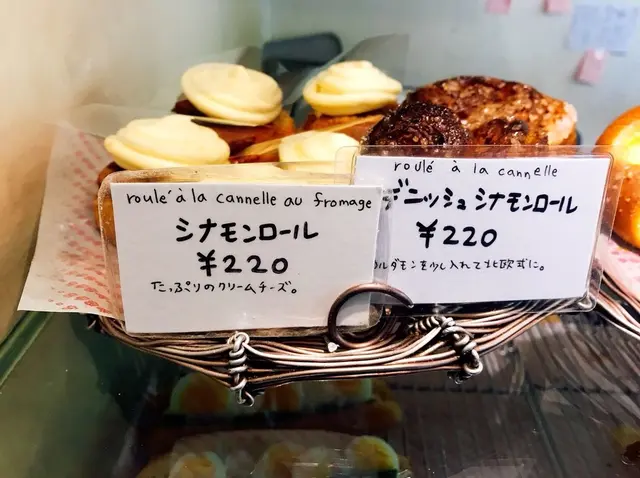 roulé à la cannelle au fromage
シナモンロール
¥220
たっぷりのクリームチーズ。
roulé à la cannelle
デニッシュ シナモンロール
¥220
カルダモンを少し入れて北欧式に。